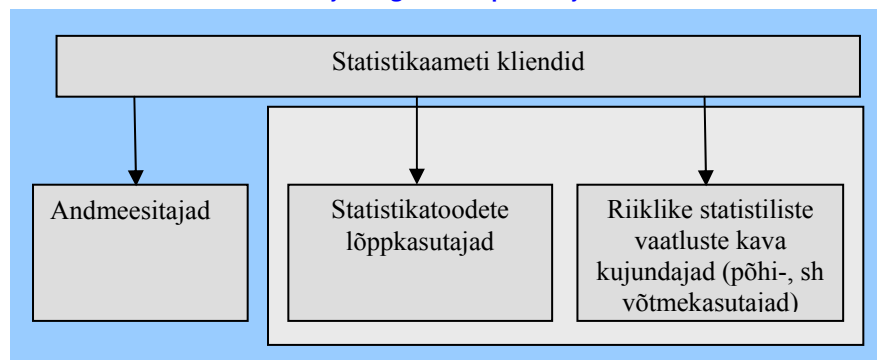 Statistikaameti kliendid
Andmeesitajad
Statistikatoodete
lõppkasutajad
Riiklike statistiliste
vaatluste kava
kujundajad (põhi-, sh
võtmekasutajad)